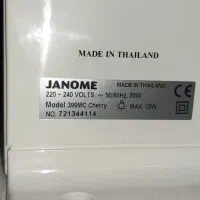 MADE IN THAILAND
JANOME MADE IN THAILAND
220 ~ 240 VOLTS. 50/60Hz. 85W
Model 399MC Cherry MAX. 15W
NO. 721344114